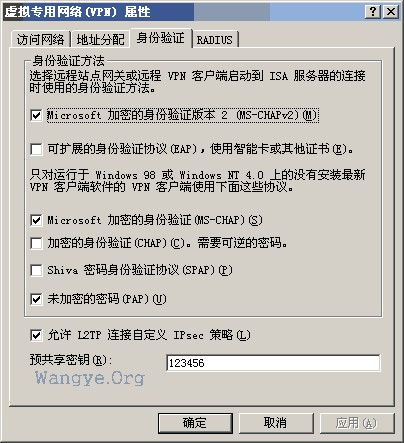 虚拟专用网络(VPN) 属性
访问网络 地址分配 身份验证 RADIUS
身份验证方法
选择远程站点网关或远程 VPN 客户端启动到 ISA 服务器的连接
时使用的身份验证方法。
Microsoft 加密的身份验证版本 2 (MS-CHAPv2)(M)
可扩展的身份验证协议(EAP), 使用智能卡或其他证书(E)。
只对运行于 Windows 98 或 Windows NT 4.0 上的没有安装最新
VPN 客户端软件的 VPN 客户端使用下面这些协议。
Microsoft 加密的身份验证(MS-CHAP)(S)
加密的身份验证(CHAP)(C)。需要可逆的密码。
Shiva 密码身份验证协议(SPAP)(P)
未加密的密码(PAP)(U)
允许 L2TP 连接自定义 IPsec 策略(L)
预共享密钥(R): 123456
Wangye.Org
确定 取消 应用(A)